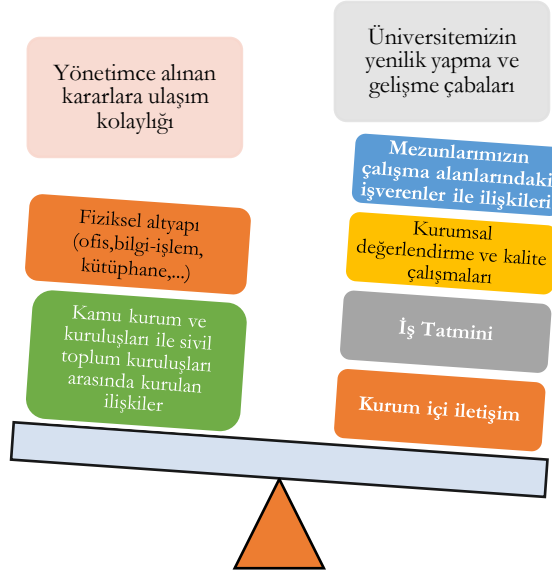 Yönetimce alınan
kararlara ulaşım
kolaylığı
Fiziksel altyapı
(ofis,bilgi-işlem,
kütüphane,...)
Kamu kurum ve
kuruluşları ile sivil
toplum kuruluşları
arasında kurulan
ilişkiler
Üniversitemizin
yenilik yapma ve
gelişme çabaları
Mezunlarımızın
çalışma alanlarındaki
işverenler ile ilişkileri
Kurumsal
değerlendirme ve kalite
çalışmaları
İş Tatmini
Kurum içi iletişim